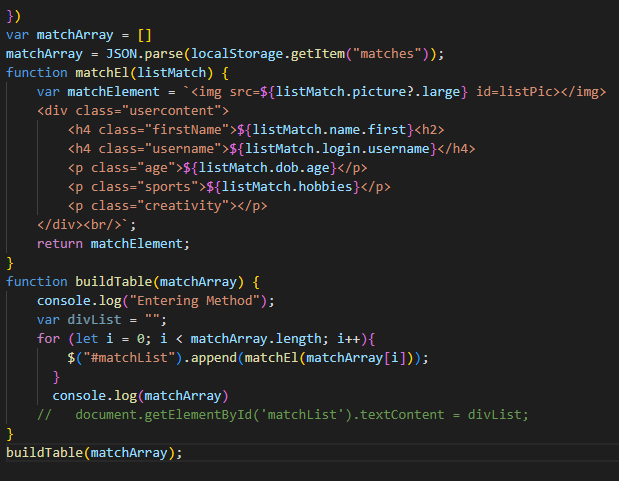 })
var matchArray = []
matchArray = JSON.parse(localStorage.getItem("matches"));
function matchEl(listMatch) {
    var matchElement = `<img src=${listMatch.picture?.large} id=listPic></img>
    <div class="usercontent">
        <h4 class="firstName">${listMatch.name.first}<h2>
        <h4 class="username">${listMatch.login.username}</h4>
        <p class="age">${listMatch.dob.age}</p>
        <p class="sports">${listMatch.hobbies}</p>
        <p class="creativity"></p>
    </div><br/>`;
    return matchElement;
}
function buildTable(matchArray) {
    console.log("Entering Method");
    var divList = "";
    for (let i = 0; i < matchArray.length; i++){
        $("#matchList").append(matchEl(matchArray[i]));
      }
      console.log(matchArray)
    //   document.getElementById('matchList').textContent = divList;
}
buildTable(matchArray);